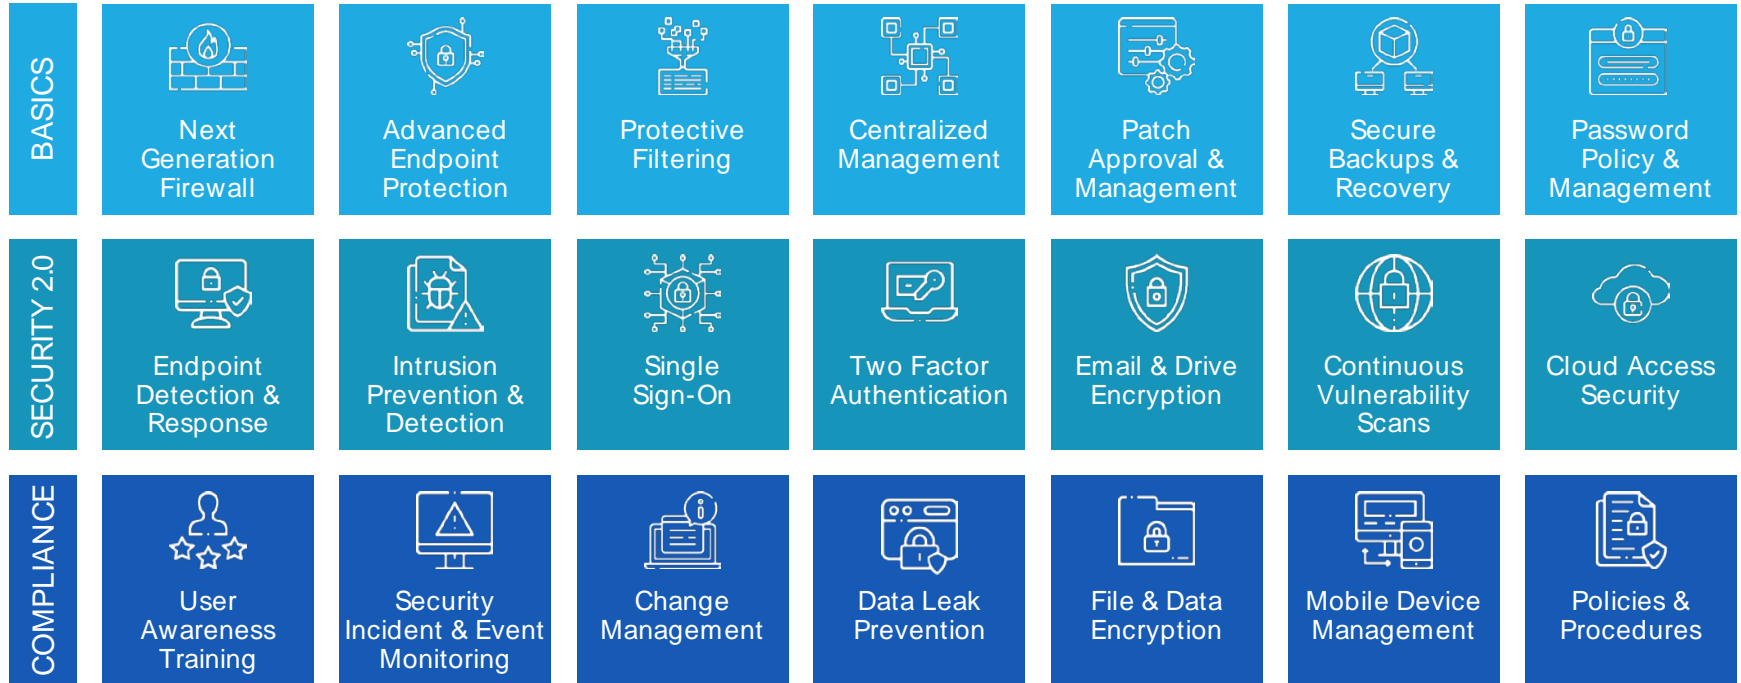 BASICS
Next
Generation
Firewall
Advanced
Endpoint
Protection
Protective
Filtering
Centralized
Management
Patch
Approval &
Management
Secure
Backups &
Recovery
Password
Policy &
Management
SECURITY 2.0
Endpoint
Detection &
Response
Intrusion
Prevention &
Detection
Single
Sign-On
Two Factor
Authentication
Email & Drive
Encryption
Continuous
Vulnerability
Scans
Cloud Access
Security
COMPLIANCE
User
Awareness
Training
Security
Incident & Event
Monitoring
Change
Management
Data Leak
Prevention
File & Data
Encryption
Mobile Device
Management
Policies &
Procedures